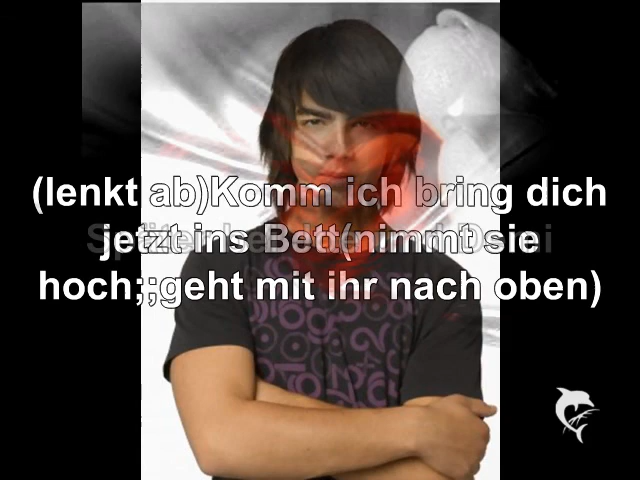 (lenkt ab)Komm ich bring dich
jetzt ins Bett(nimmt sie
hoch;;geht mit ihr nach oben)